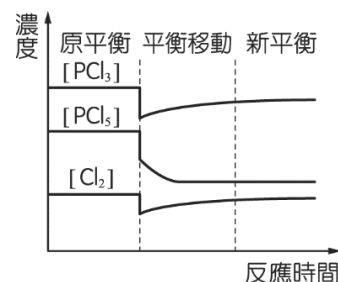 濃度
原平衡 平衡移動 新平衡
[PCl₃]
[PCl₅]
[Cl₂]
反應時間